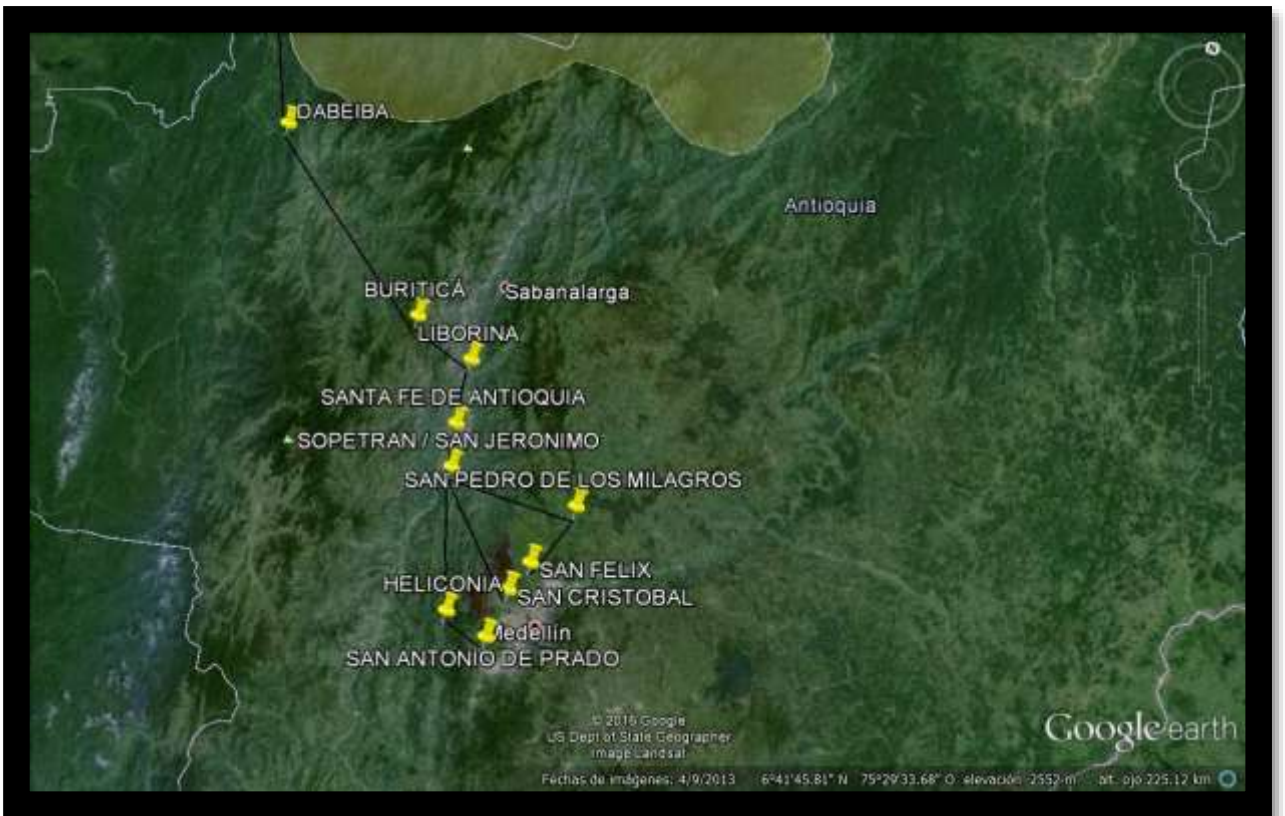 N
DABEIBA
Antioquia
BURITICÁ
Sabanalarga
LIBORINA
SANTA FE DE ANTIOQUIA
SOPETRAN / SAN JERONIMO
SAN PEDRO DE LOS MILAGROS
SAN FELIX
HELICONIA
SAN CRISTOBAL
Medellín
SAN ANTONIO DE PRADO
© 2016 Google
US Dept of State Geographer
Image Landsat
Google earth
Fechas de imágenes: 4/9/2013 6°41'45.81" N 75°29'33.68" O elevación 2552 m alt. ojo 225.12 km